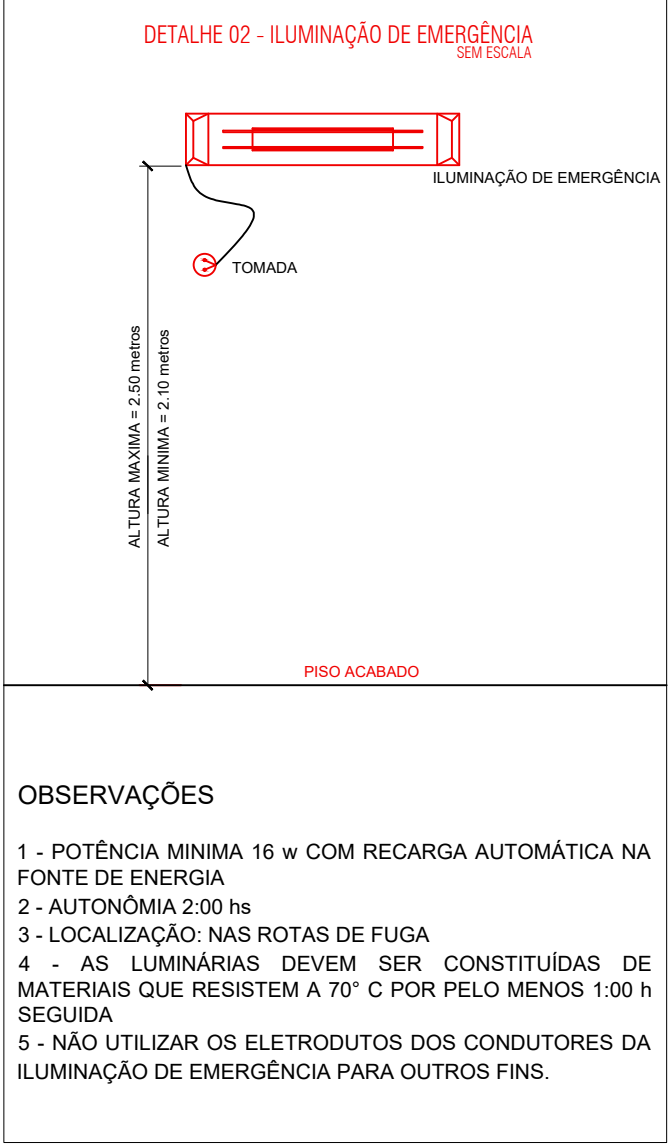 DETALHE 02 - ILUMINAÇÃO DE EMERGÊNCIA
SEM ESCALA
ILUMINAÇÃO DE EMERGÊNCIA
TOMADA
ALTURA MAXIMA = 2.50 metros
ALTURA MINIMA = 2.10 metros
PISO ACABADO
OBSERVAÇÕES
1 - POTÊNCIA MINIMA 16 w COM RECARGA AUTOMÁTICA NA
FONTE DE ENERGIA
2 - AUTONÔMIA 2:00 hs
3 - LOCALIZAÇÃO: NAS ROTAS DE FUGA
4 - AS LUMINÁRIAS DEVEM SER CONSTITUÍDAS DE
MATERIAIS QUE RESISTEM A 70° C POR PELO MENOS 1:00 h
SEGUIDA
5 - NÃO UTILIZAR OS ELETRODUTOS DOS CONDUTORES DA
ILUMINAÇÃO DE EMERGÊNCIA PARA OUTROS FINS.